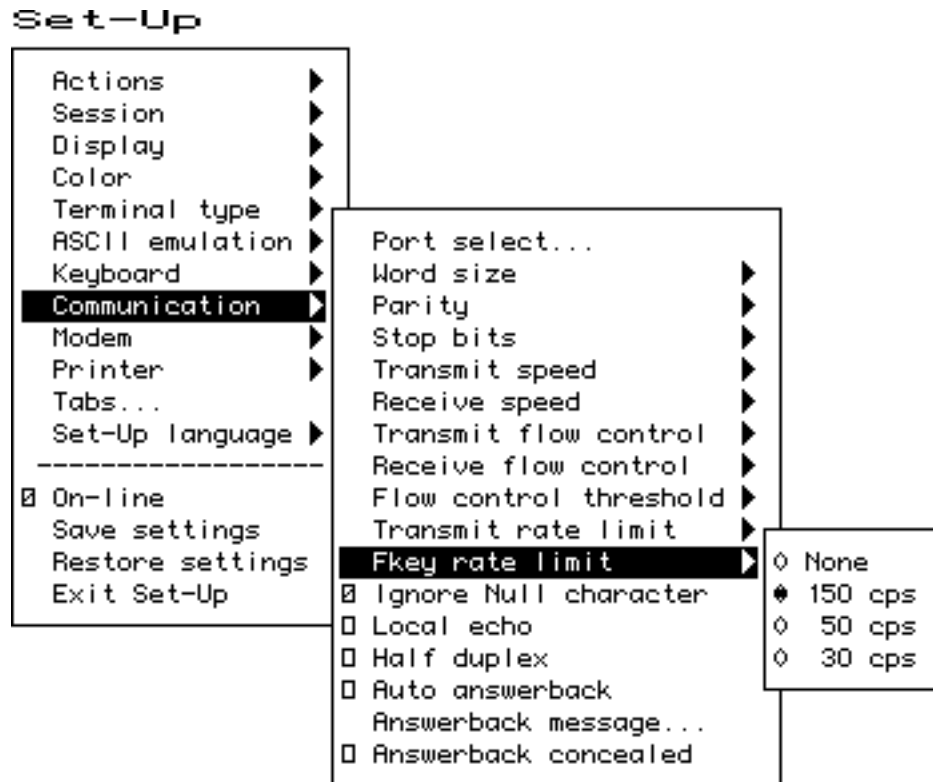 Set-Up
Actions
Session
Display
Color
Terminal type
ASCII emulation
Keyboard
Communication
Modem
Printer
Tabs...
Set-Up language
------------------
On-line
Save settings
Restore settings
Exit Set-Up
Port select...
Word size
Parity
Stop bits
Transmit speed
Receive speed
Transmit flow control
Receive flow control
Flow control threshold
Transmit rate limit
Fkey rate limit
Ignore Null character
Local echo
Half duplex
Auto answerback
Answerback message...
Answerback concealed
None
150 cps
50 cps
30 cps